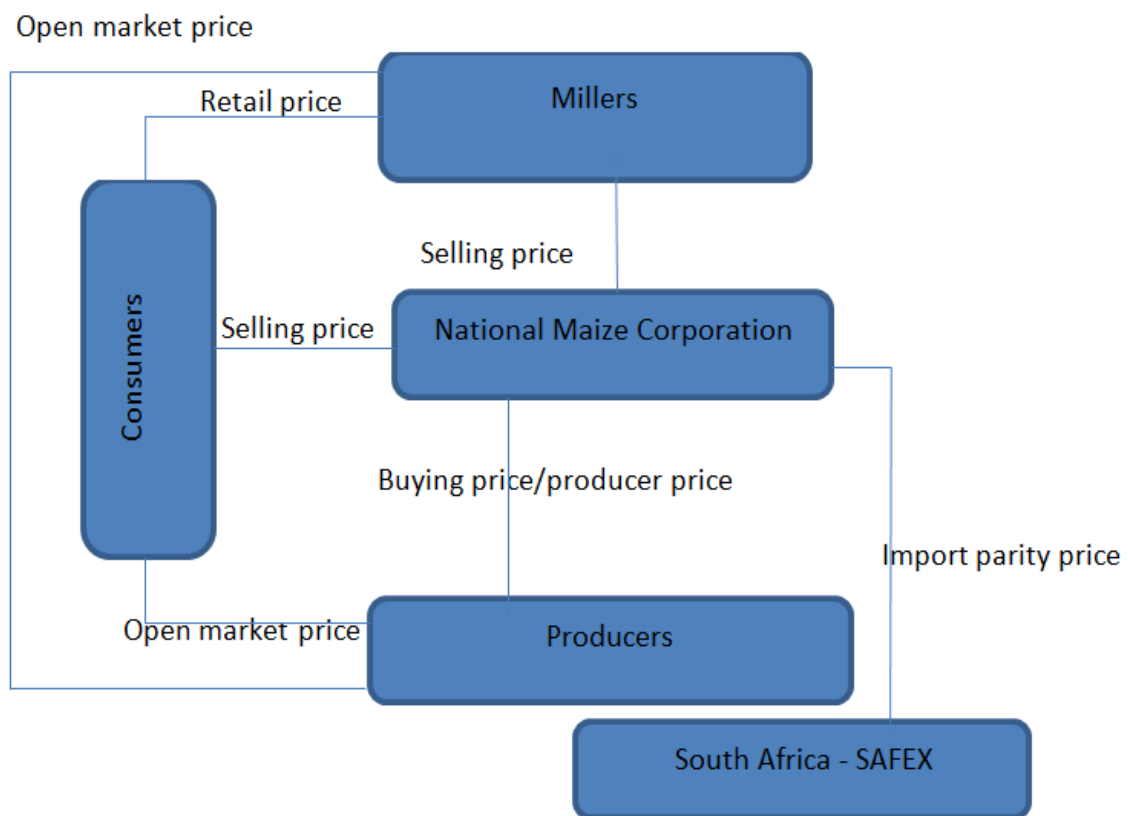 Open market price
Millers
Retail price
Selling price
National Maize Corporation
Selling price
Consumers
Buying price/producer price
Import parity price
Open market price
Producers
South Africa - SAFEX